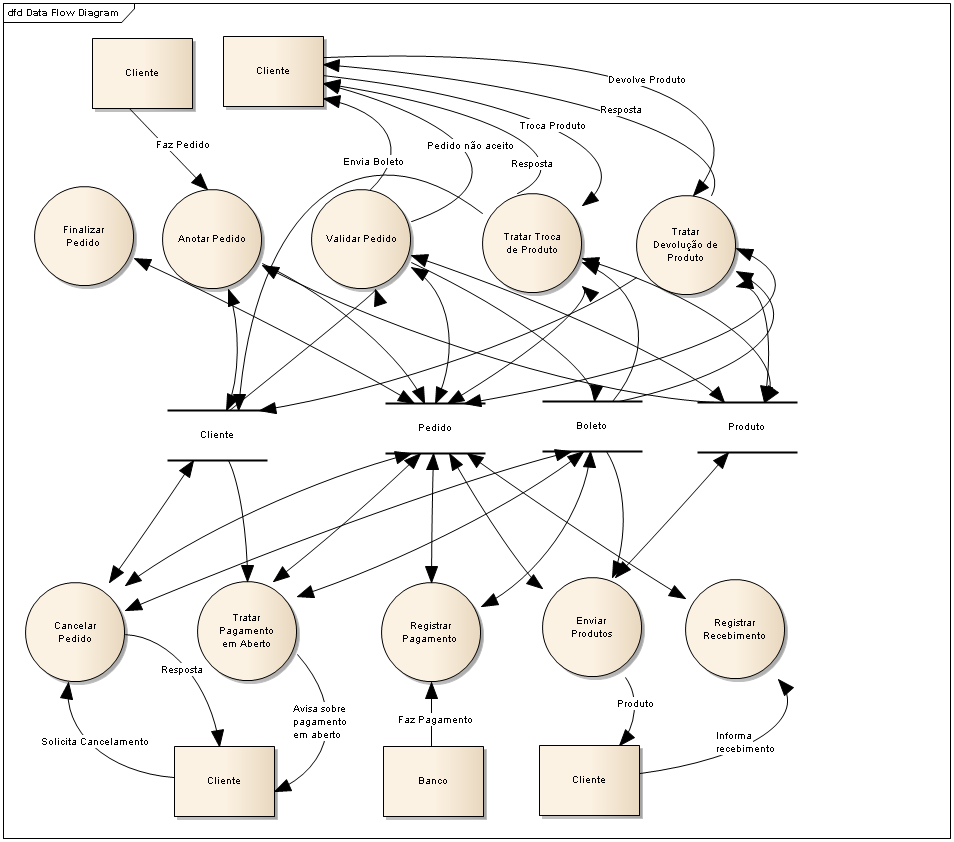 dfd Data Flow Diagram
Cliente
Cliente
Devolve Produto
Resposta
Troca Produto
Faz Pedido
Pedido não aceito
Envia Boleto
Resposta
Finalizar
Pedido
Anotar Pedido
Validar Pedido
Tratar Troca
de Produto
Tratar
Devolução de
Produto
Cliente
Pedido
Boleto
Produto
Cancelar
Pedido
Tratar
Pagamento
em Aberto
Registrar
Pagamento
Enviar
Produtos
Registrar
Recebimento
Resposta
Avisa sobre
pagamento
em aberto
Faz Pagamento
Produto
Solicita Cancelamento
Informa
recebimento
Cliente
Banco
Cliente